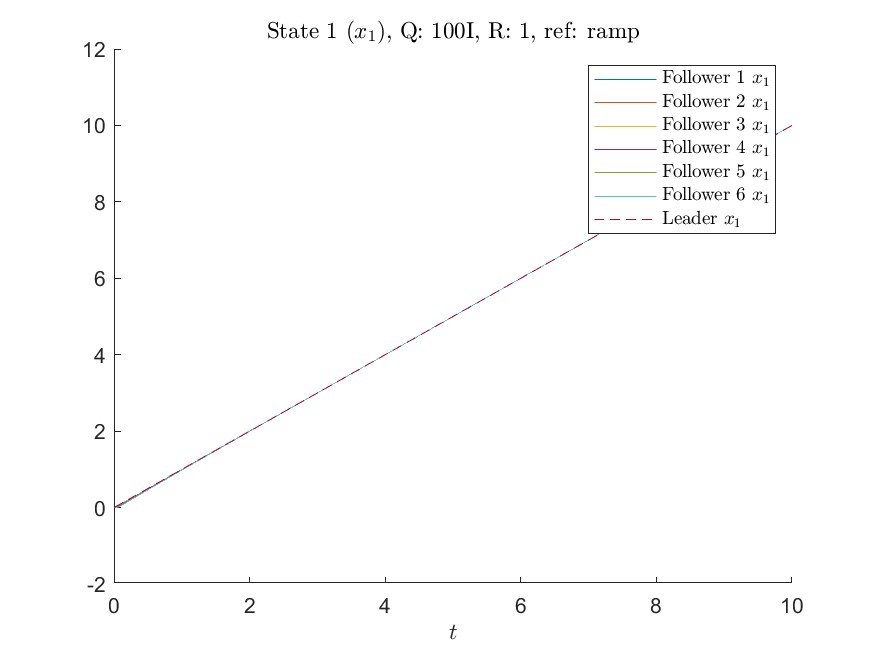 State 1 (x₁), Q: 100I, R: 1, ref: ramp
12
10
8
6
4
2
0
-2
Follower 1 x₁
Follower 2 x₁
Follower 3 x₁
Follower 4 x₁
Follower 5 x₁
Follower 6 x₁
Leader x₁
0 2 4 6 8 10
t